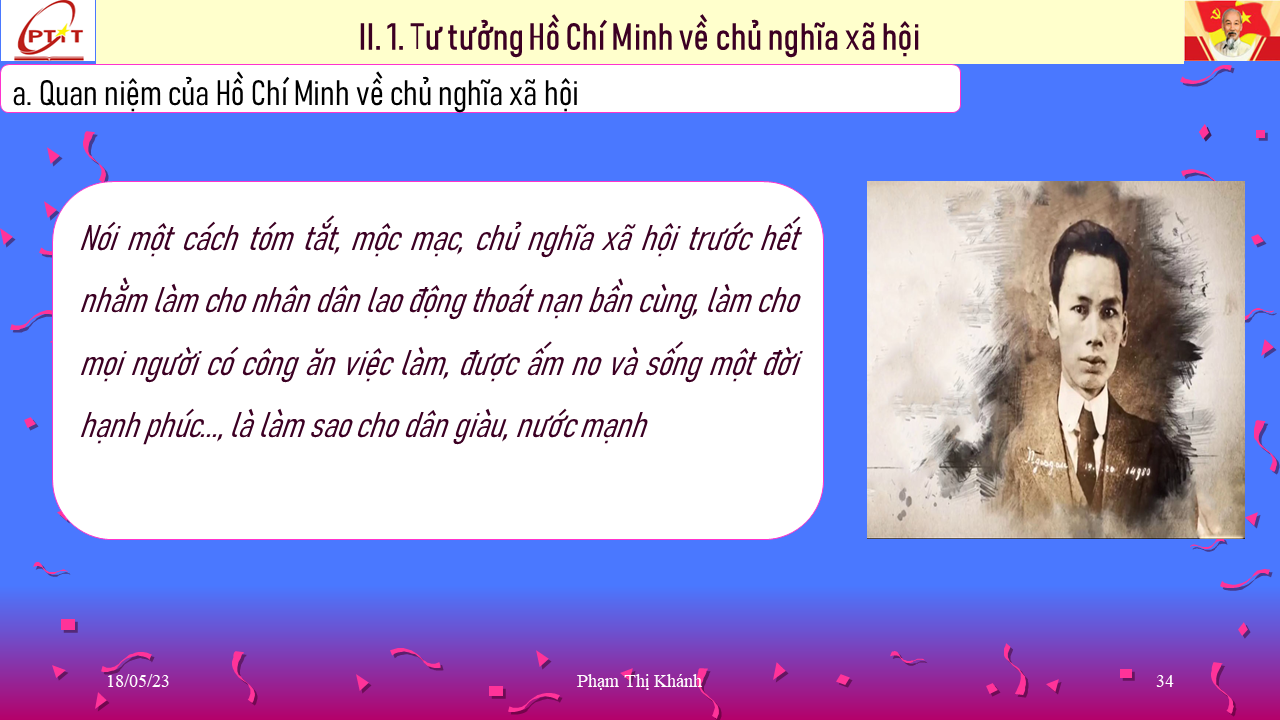 PTIT
II. 1. Tư tưởng Hồ Chí Minh về chủ nghĩa xã hội
a. Quan niệm của Hồ Chí Minh về chủ nghĩa xã hội
Nói một cách tóm tắt, mộc mạc, chủ nghĩa xã hội trước hết
nhằm làm cho nhân dân lao động thoát nạn bần cùng, làm cho
mọi người có công ăn việc làm, được ấm no và sống một đời
hạnh phúc..., là làm sao cho dân giàu, nước mạnh
18/05/23
Phạm Thị Khánh
34